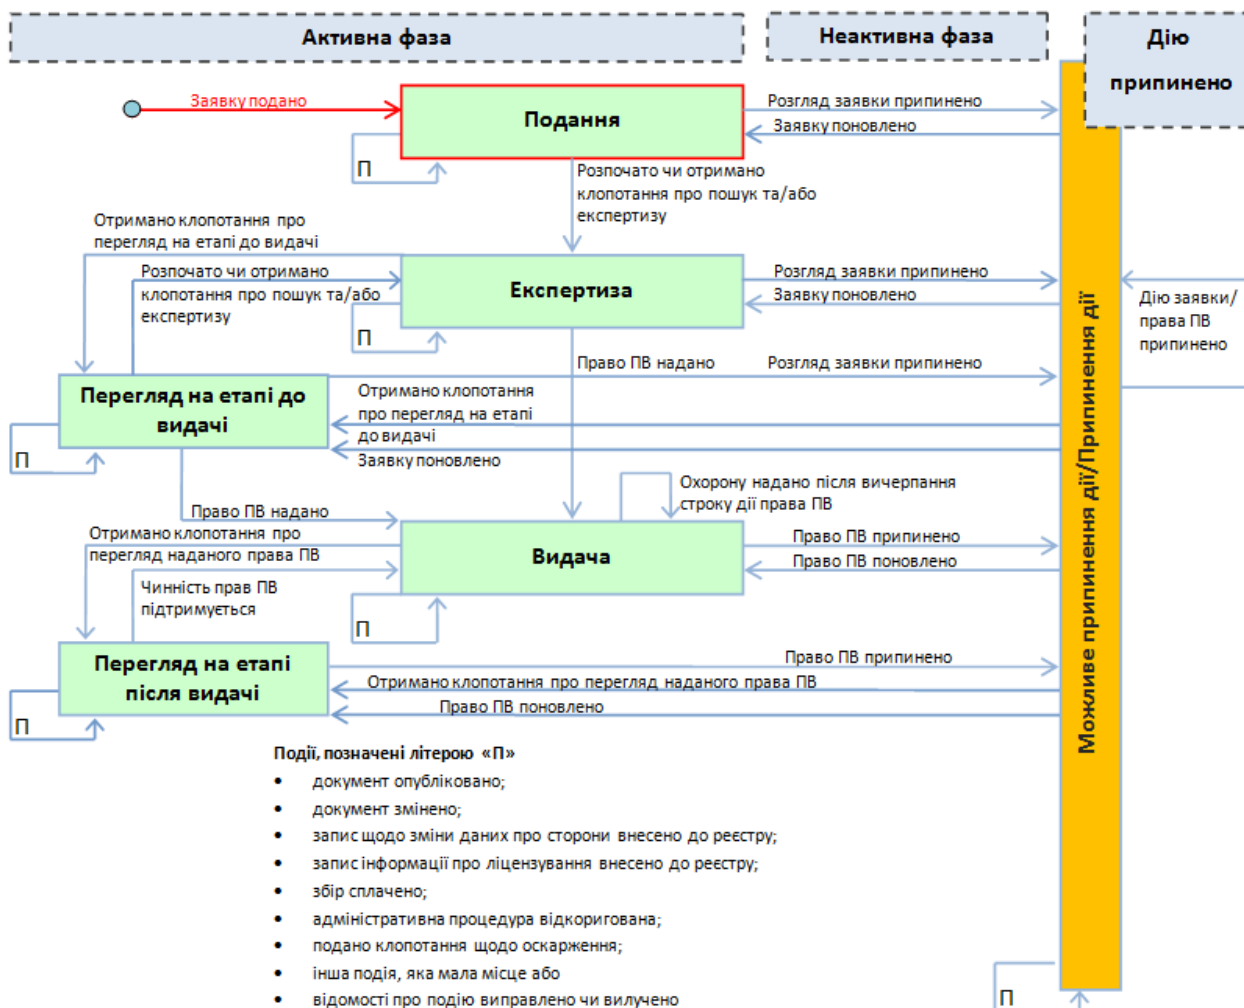 Активна фаза
Неактивна фаза
Дію
припинено
Заявку подано
Подання
Розгляд заявки припинено
Заявку поновлено
П
Розпочато чи отримано
клопотання про пошук та/або
експертизу
Отримано клопотання про
перегляд на етапі до видачі
Розпочато чи отримано
клопотання про пошук та/або
експертизу
Експертиза
Розгляд заявки припинено
Заявку поновлено
П
Дію заявки/
права ПВ
припинено
Право ПВ надано
Розгляд заявки припинено
Перегляд на етапі до
видачі
Отримано клопотання
про перегляд на етапі
до видачі
Заявку поновлено
П
Можливе припинення дії/Припинення дії
Охорону надано після вичерпання
строку дії права ПВ
Право ПВ надано
Отримано клопотання про
перегляд наданого права ПВ
Видача
Право ПВ припинено
Право ПВ поновлено
Чинність прав ПВ
підтримується
П
Перегляд на етапі
після видачі
Право ПВ припинено
Отримано клопотання про перегляд наданого права ПВ
Право ПВ поновлено
П
Події, позначені літерою «П»
• документ опубліковано;
• документ змінено;
• запис щодо зміни даних про сторони внесено до реєстру;
• запис інформації про ліцензування внесено до реєстру;
• збір сплачено;
• адміністративна процедура відкоригована;
• подано клопотання щодо оскарження;
• інша подія, яка мала місце або
• відомості про подію виправлено чи вилучено
П